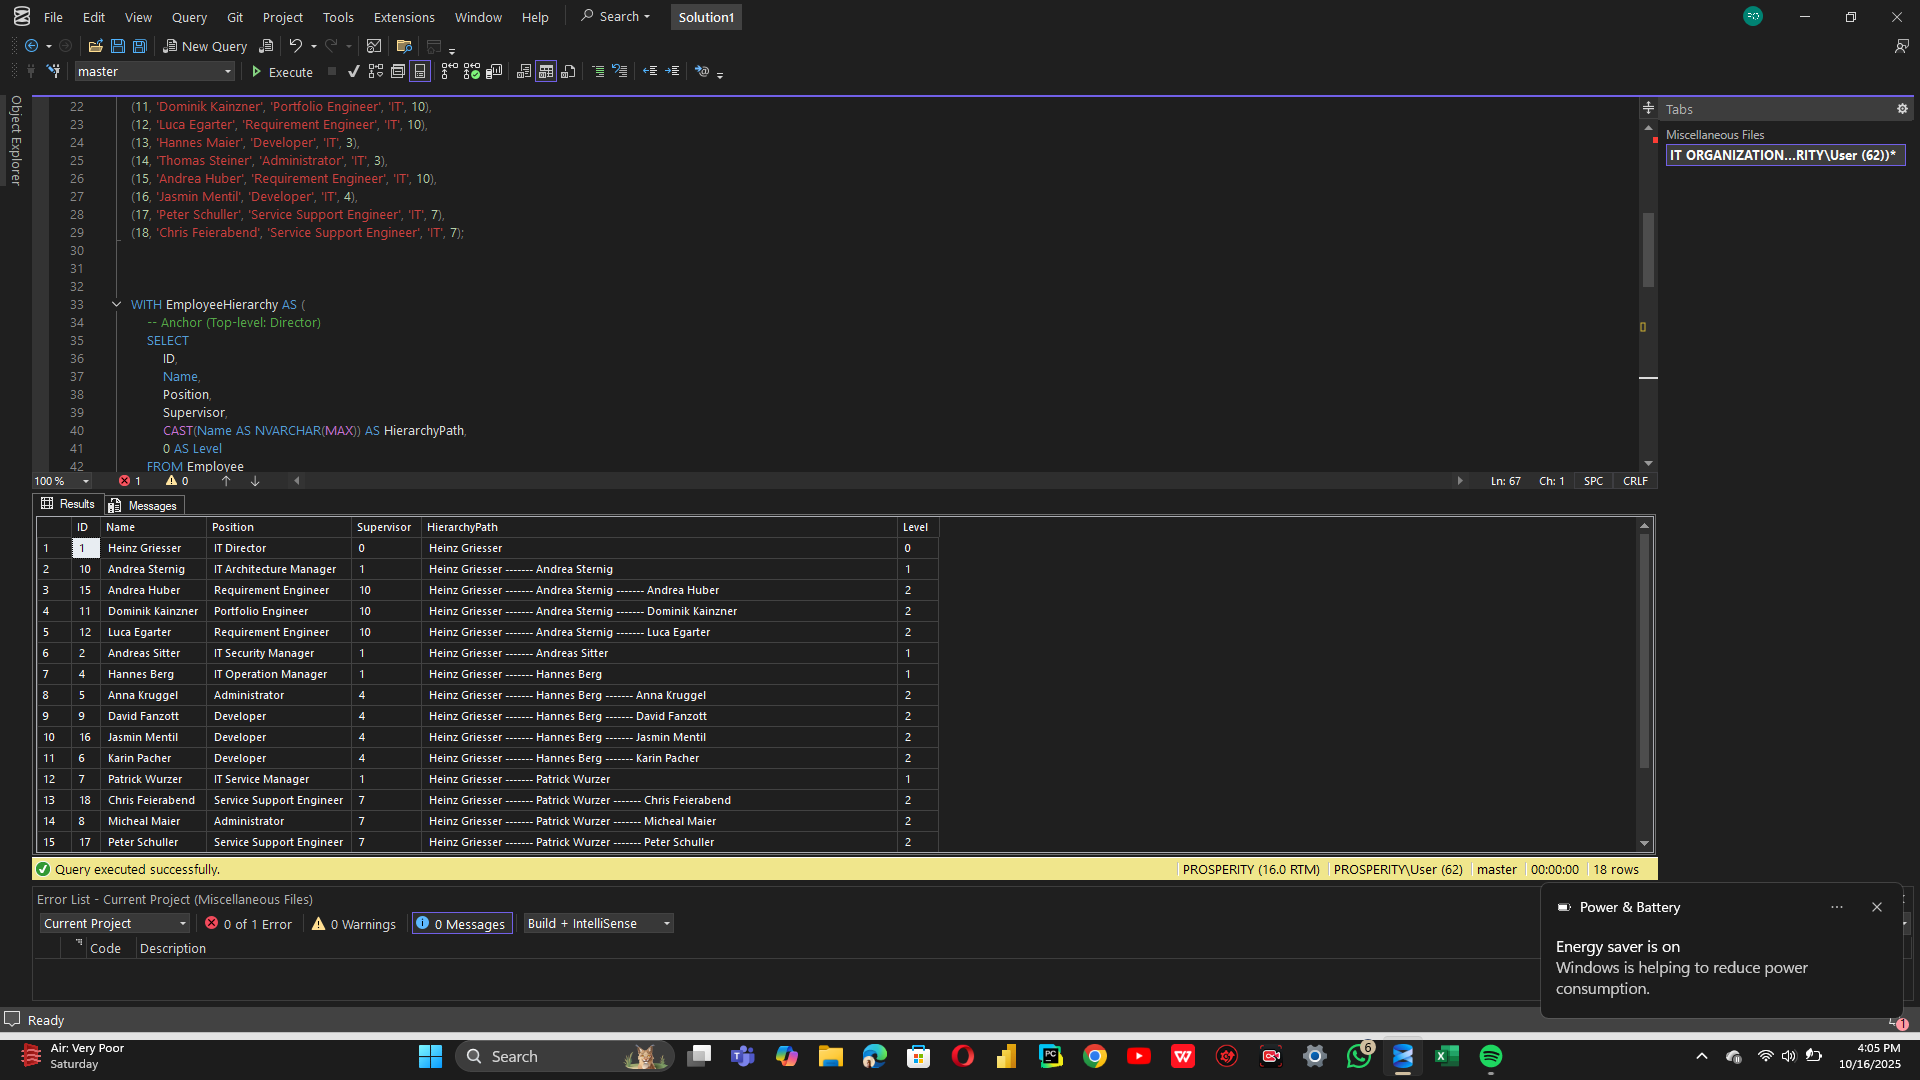 File Edit View Query Git Project Tools Extensions Window Help Search Solution1
New Query
master Execute
Object Explorer
22 (11, 'Dominik Kainzner', 'Portfolio Engineer', 'IT', 10),
23 (12, 'Luca Egarter', 'Requirement Engineer', 'IT', 10),
24 (13, 'Hannes Maier', 'Developer', 'IT', 3),
25 (14, 'Thomas Steiner', 'Administrator', 'IT', 3),
26 (15, 'Andrea Huber', 'Requirement Engineer', 'IT', 10),
27 (16, 'Jasmin Mentil', 'Developer', 'IT', 4),
28 (17, 'Peter Schuller', 'Service Support Engineer', 'IT', 7),
29 (18, 'Chris Feierabend', 'Service Support Engineer', 'IT', 7);
30
31
32
33 WITH EmployeeHierarchy AS (
34 -- Anchor (Top-level: Director)
35 SELECT
36 ID,
37 Name,
38 Position,
39 Supervisor,
40 CAST(Name AS NVARCHAR(MAX)) AS HierarchyPath,
41 0 AS Level
42 FROM Employee
Tabs
Miscellaneous Files
IT ORGANIZATION...RITY\User (62))*
100 % 1 0 Ln: 67 Ch: 1 SPC CRLF
Results Messages
ID Name Position Supervisor HierarchyPath Level
1 1 Heinz Griesser IT Director 0 Heinz Griesser 0
2 10 Andrea Sternig IT Architecture Manager 1 Heinz Griesser ------- Andrea Sternig 1
3 15 Andrea Huber Requirement Engineer 10 Heinz Griesser ------- Andrea Sternig ------- Andrea Huber 2
4 11 Dominik Kainzner Portfolio Engineer 10 Heinz Griesser ------- Andrea Sternig ------- Dominik Kainzner 2
5 12 Luca Egarter Requirement Engineer 10 Heinz Griesser ------- Andrea Sternig ------- Luca Egarter 2
6 2 Andreas Sitter IT Security Manager 1 Heinz Griesser ------- Andreas Sitter 1
7 4 Hannes Berg IT Operation Manager 1 Heinz Griesser ------- Hannes Berg 1
8 5 Anna Kruggel Administrator 4 Heinz Griesser ------- Hannes Berg ------- Anna Kruggel 2
9 9 David Fanzott Developer 4 Heinz Griesser ------- Hannes Berg ------- David Fanzott 2
10 16 Jasmin Mentil Developer 4 Heinz Griesser ------- Hannes Berg ------- Jasmin Mentil 2
11 6 Karin Pacher Developer 4 Heinz Griesser ------- Hannes Berg ------- Karin Pacher 2
12 7 Patrick Wurzer IT Service Manager 1 Heinz Griesser ------- Patrick Wurzer 1
13 18 Chris Feierabend Service Support Engineer 7 Heinz Griesser ------- Patrick Wurzer ------- Chris Feierabend 2
14 8 Micheal Maier Administrator 7 Heinz Griesser ------- Patrick Wurzer ------- Micheal Maier 2
15 17 Peter Schuller Service Support Engineer 7 Heinz Griesser ------- Patrick Wurzer ------- Peter Schuller 2
Query executed successfully. PROSPERITY (16.0 RTM) PROSPERITY\User (62) master 00:00:00 18 rows
Error List - Current Project (Miscellaneous Files)
Current Project 0 of 1 Error 0 Warnings 0 Messages Build + IntelliSense
Code Description
Power & Battery
Energy saver is on
Windows is helping to reduce power
consumption.
Ready
1
Air: Very Poor
Saturday
Search
PC
6
4:05 PM
10/16/2025